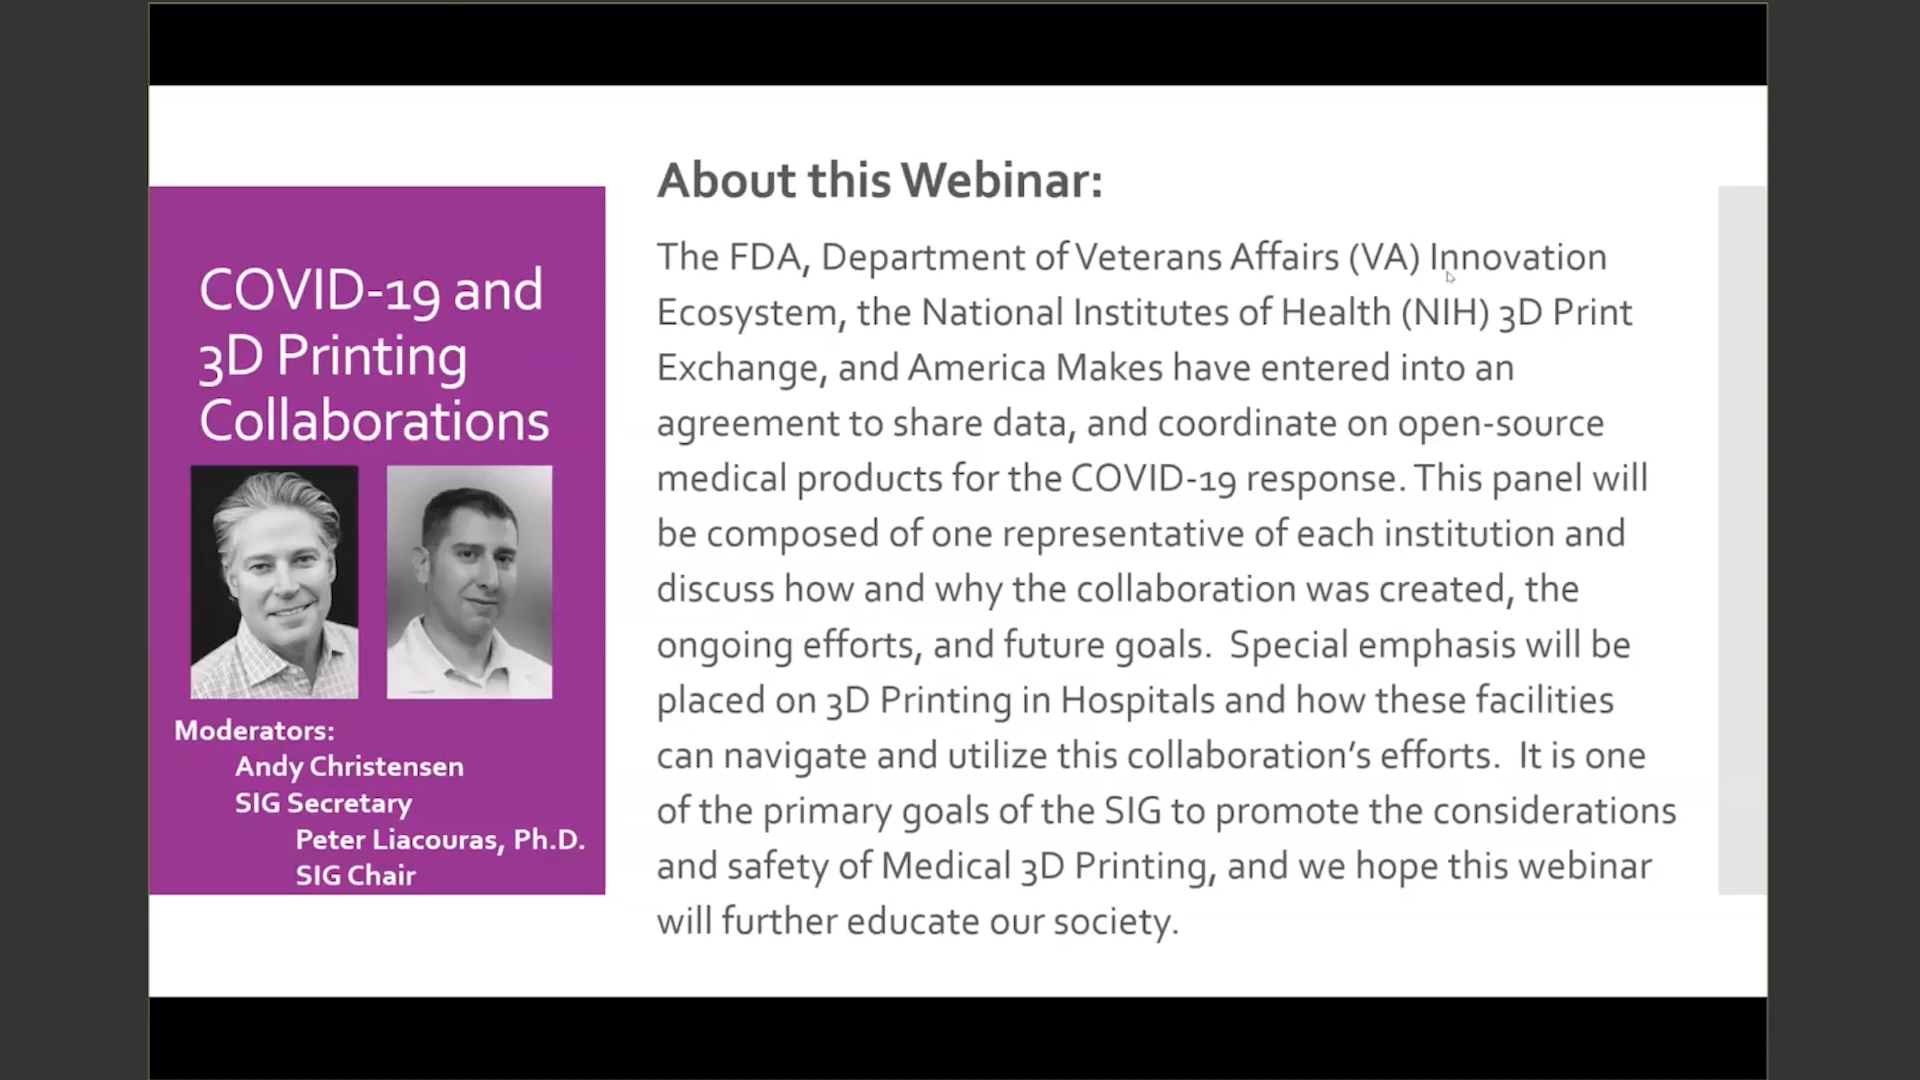 COVID-19 and
3D Printing
Collaborations
Moderators:
Andy Christensen
SIG Secretary
Peter Liacouras, Ph.D.
SIG Chair
About this Webinar:
The FDA, Department of Veterans Affairs (VA) Innovation
Ecosystem, the National Institutes of Health (NIH) 3D Print
Exchange, and America Makes have entered into an
agreement to share data, and coordinate on open-source
medical products for the COVID-19 response. This panel will
be composed of one representative of each institution and
discuss how and why the collaboration was created, the
ongoing efforts, and future goals.  Special emphasis will be
placed on 3D Printing in Hospitals and how these facilities
can navigate and utilize this collaboration’s efforts.  It is one
of the primary goals of the SIG to promote the considerations
and safety of Medical 3D Printing, and we hope this webinar
will further educate our society.